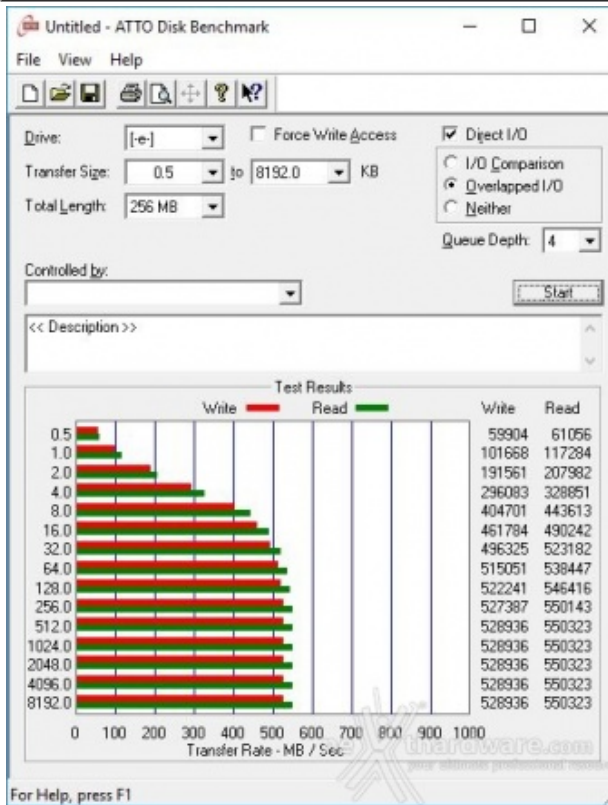 Untitled - ATTO Disk Benchmark
File View Help
Drive: [-e-] Force Write Access Direct I/O
Transfer Size: 0.5 to 8192.0 KB I/O Comparison
Overlapped I/O
Total Length: 256 MB Neither
Queue Depth: 4
Controlled by:
Start
<< Description >>
Test Results
Write Read Write Read
0.5 59904 61056
1.0 101668 117284
2.0 191561 207982
4.0 296083 328851
8.0 404701 443613
16.0 461784 490242
32.0 496325 523182
64.0 515051 538447
128.0 522241 546416
256.0 527387 550143
512.0 528936 550323
1024.0 528936 550323
2048.0 528936 550323
4096.0 528936 550323
8192.0 528936 550323
0 100 200 300 400 500 600 700 800 900 1000
Transfer Rate - MB / Sec
hardware.com
your ultimate professional
For Help, press F1